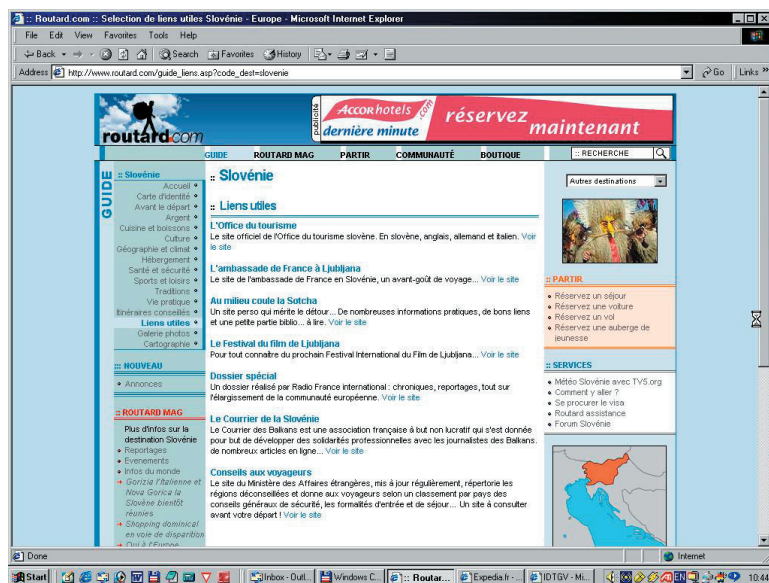 :: Routard.com :: Selection de liens utiles Slovénie - Europe - Microsoft Internet Explorer
File Edit View Favorites Tools Help
Back Search Favorites History
Address http://www.routard.com/guide_liens.asp?code_dest=slovenie Go Links »
routard.com
publicité
ACCORhotels.com
dernière minute
réservez
maintenant
GUIDE ROUTARD MAG PARTIR COMMUNAUTÉ BOUTIQUE :: RECHERCHE
GUIDE
:: Slovénie
Accueil
Carte d'identité
Avant le départ
Argent
Cuisine et boissons
Culture
Géographie et climat
Hébergement
Santé et sécurité
Sports et loisirs
Traditions
Vie pratique
Itinéraires conseillés
Liens utiles
Galerie photos
Cartographie
::: NOUVEAU
Annonces
:: ROUTARD MAG
Plus d'infos sur la
destination Slovénie
Reportages
Evenements
Infos du monde
Gorizia l'Italienne et
Nova Gorica la
Slovène bientôt
réunies
Shopping dominical
en voie de disparition
Oui à l'Europe
:: Slovénie
:: Liens utiles
L'Office du tourisme
Le site officiel de l'Office du tourisme slovène. En slovène, anglais, allemand et italien. Voir
le site
L'ambassade de France à Ljubljana
Le site de l'ambassade de France en Slovénie, un avant-goût de voyage... Voir le site
Au milieu coule la Sotcha
Un site perso qui mérite le détour... De nombreuses informations pratiques, de bons liens
et une petite partie biblio... à lire. Voir le site
Le Festival du film de Ljubljana
Pour tout connaître du prochain Festival International du Film de Ljubljana... Voir le site
Dossier spécial
Un dossier réalisé par Radio France international : chroniques, reportages, tout sur
l'élargissement de la communauté européenne. Voir le site
Le Courrier de la Slovénie
Le Courrier des Balkans est une association française à but non lucratif qui s'est donnée
pour but de développer des solidarités professionnelles avec les journalistes des Balkans.
de nombreux articles en ligne... Voir le site
Conseils aux voyageurs
Le site du Ministère des Affaires étrangères, mis à jour régulièrement, répertorie les
régions déconseillées et donne aux voyageurs selon un classement par pays des
conseils généraux de sécurité, les formalités d'entrée et de séjour... Un site à consulter
avant votre départ ! Voir le site
Autres destinations
:: PARTIR
Réservez un séjour
Réservez une voiture
Réservez un vol
Réservez une auberge de
jeunesse
:: SERVICES
Météo Slovénie avec TV5.org
Comment y aller ?
Se procurer le visa
Routard assistance
Forum Slovénie
Done Internet
Start Inbox - Outl... Windows C... :: Routar... Expedia.fr - ... IDTGV - Mi... EN 10:44